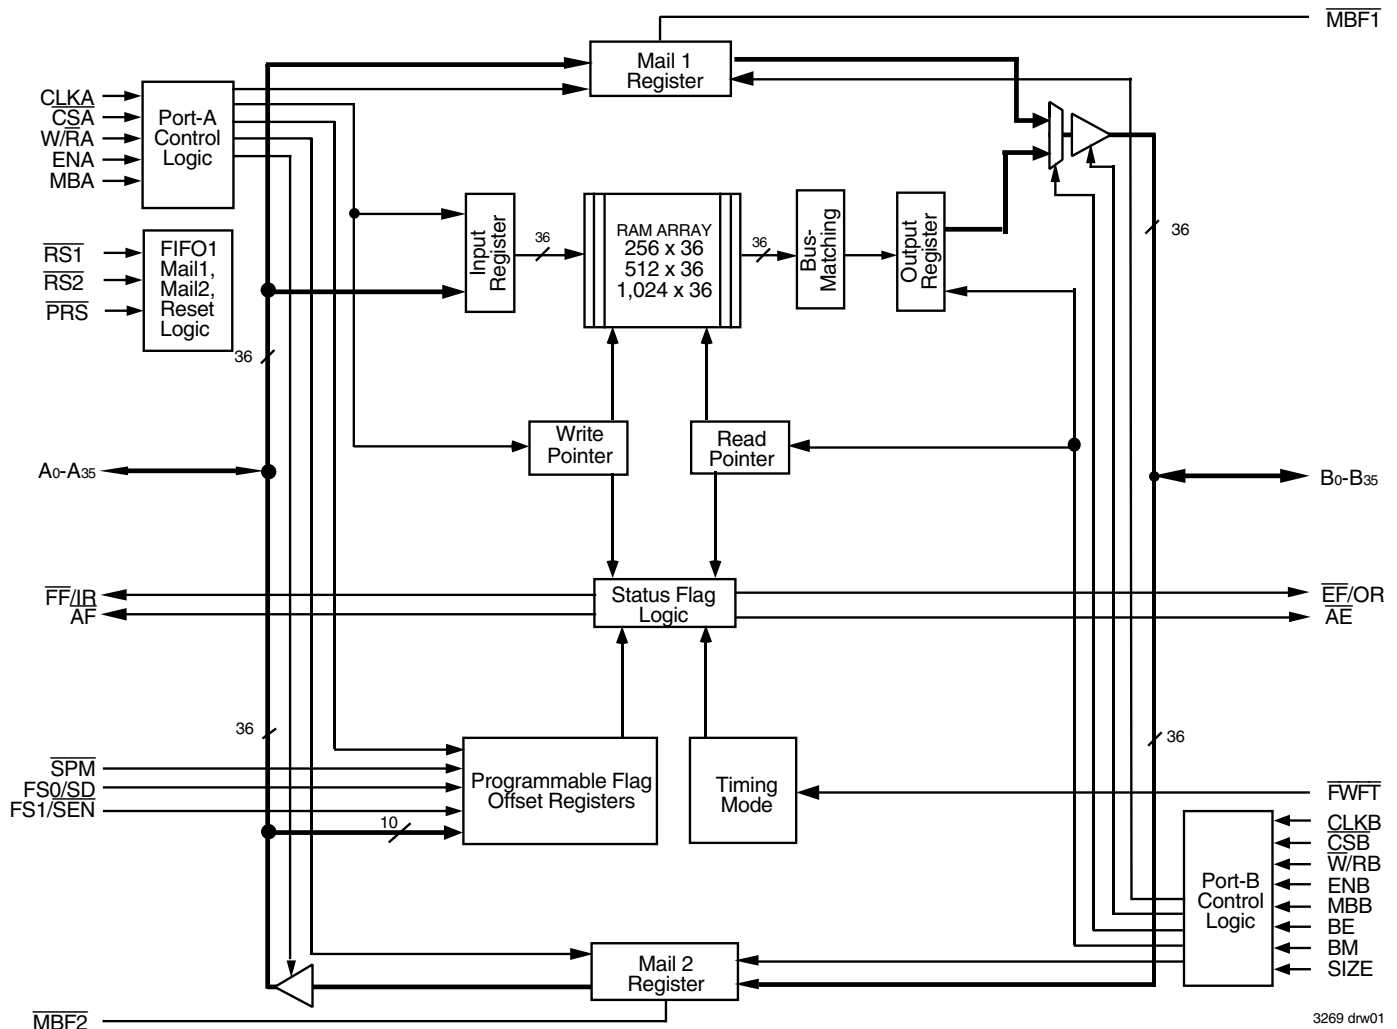 MBF1
Mail 1
Register
CLKA
CSA
W/RA
ENA
MBA
Port-A
Control
Logic
RS1
RS2
PRS
FIFO1
Mail1,
Mail2,
Reset
Logic
36
Input
Register
36
RAM ARRAY
256 x 36
512 x 36
1,024 x 36
36
Bus-
Matching
Output
Register
36
Write
Pointer
Read
Pointer
A0-A35
B0-B35
FF/IR
AF
Status Flag
Logic
EF/OR
AE
36
36
SPM
FS0/SD
FS1/SEN
10
Programmable Flag
Offset Registers
Timing
Mode
FWFT
CLKB
CSB
W/RB
ENB
MBB
BE
BM
SIZE
Port-B
Control
Logic
Mail 2
Register
MBF2
3269 drw01